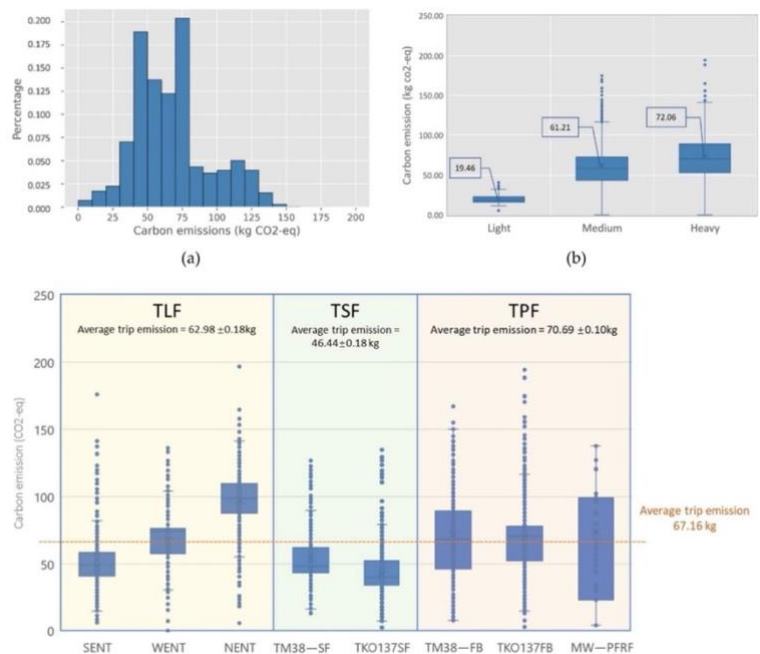 0.200
0.175
0.150
0.125
0.100
0.075
0.050
0.025
0.000
Percentage
0 25 50 75 100 125 150 175 200
Carbon emissions (kg CO2-eq)
(a)
250.00
200.00
150.00
100.00
50.00
0.00
Carbon emission (kg co2-eq)
19.46
61.21
72.06
Light Medium Heavy
(b)
250
200
150
100
50
0
Carbon emission (CO2-eq)
TLF
Average trip emission = 62.98 ±0.18kg
TSF
Average trip emission =
46.44±0.18 kg
TPF
Average trip emission = 70.69 ±0.10kg
Average trip emission
67.16 kg
SENT WENT NENT TM38—SF TKO137SF TM38—FB TKO137FB MW—PFRF